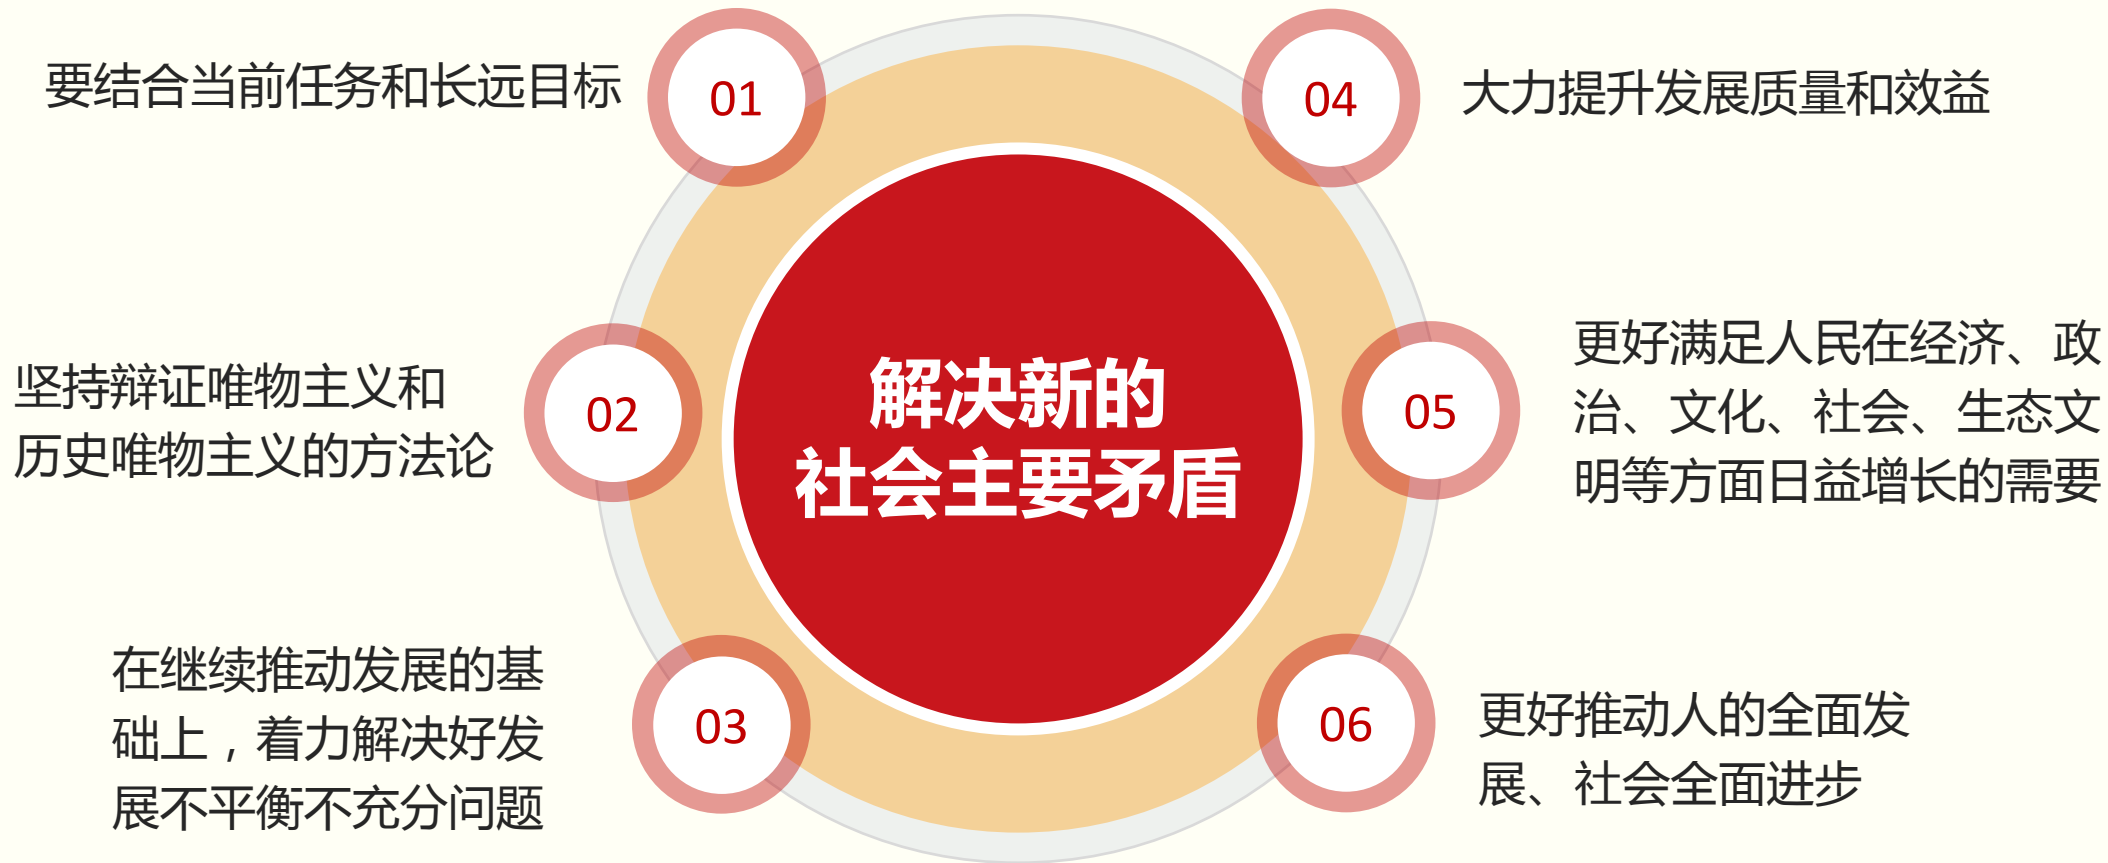 01
要结合当前任务和长远目标
02
坚持辩证唯物主义和
历史唯物主义的方法论
03
在继续推动发展的基
础上，着力解决好发
展不平衡不充分问题
解决新的
社会主要矛盾
04
大力提升发展质量和效益
05
更好满足人民在经济、政
治、文化、社会、生态文
明等方面日益增长的需要
06
更好推动人的全面发
展、社会全面进步